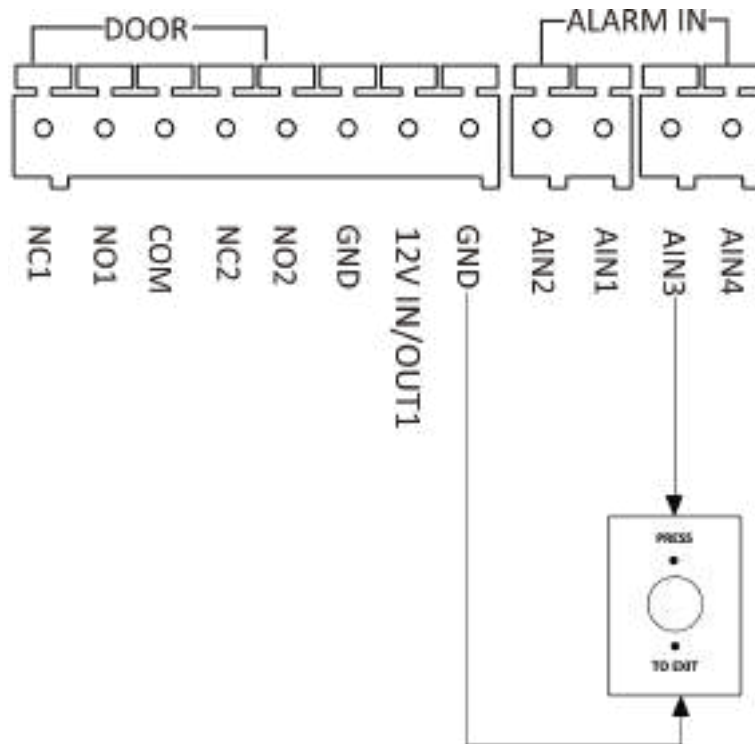 DOOR
ALARM IN
NC1
NO1
COM
NC2
NO2
GND
12V IN/OUT1
GND
AIN2
AIN1
AIN3
AIN4
PRESS
TO EXIT